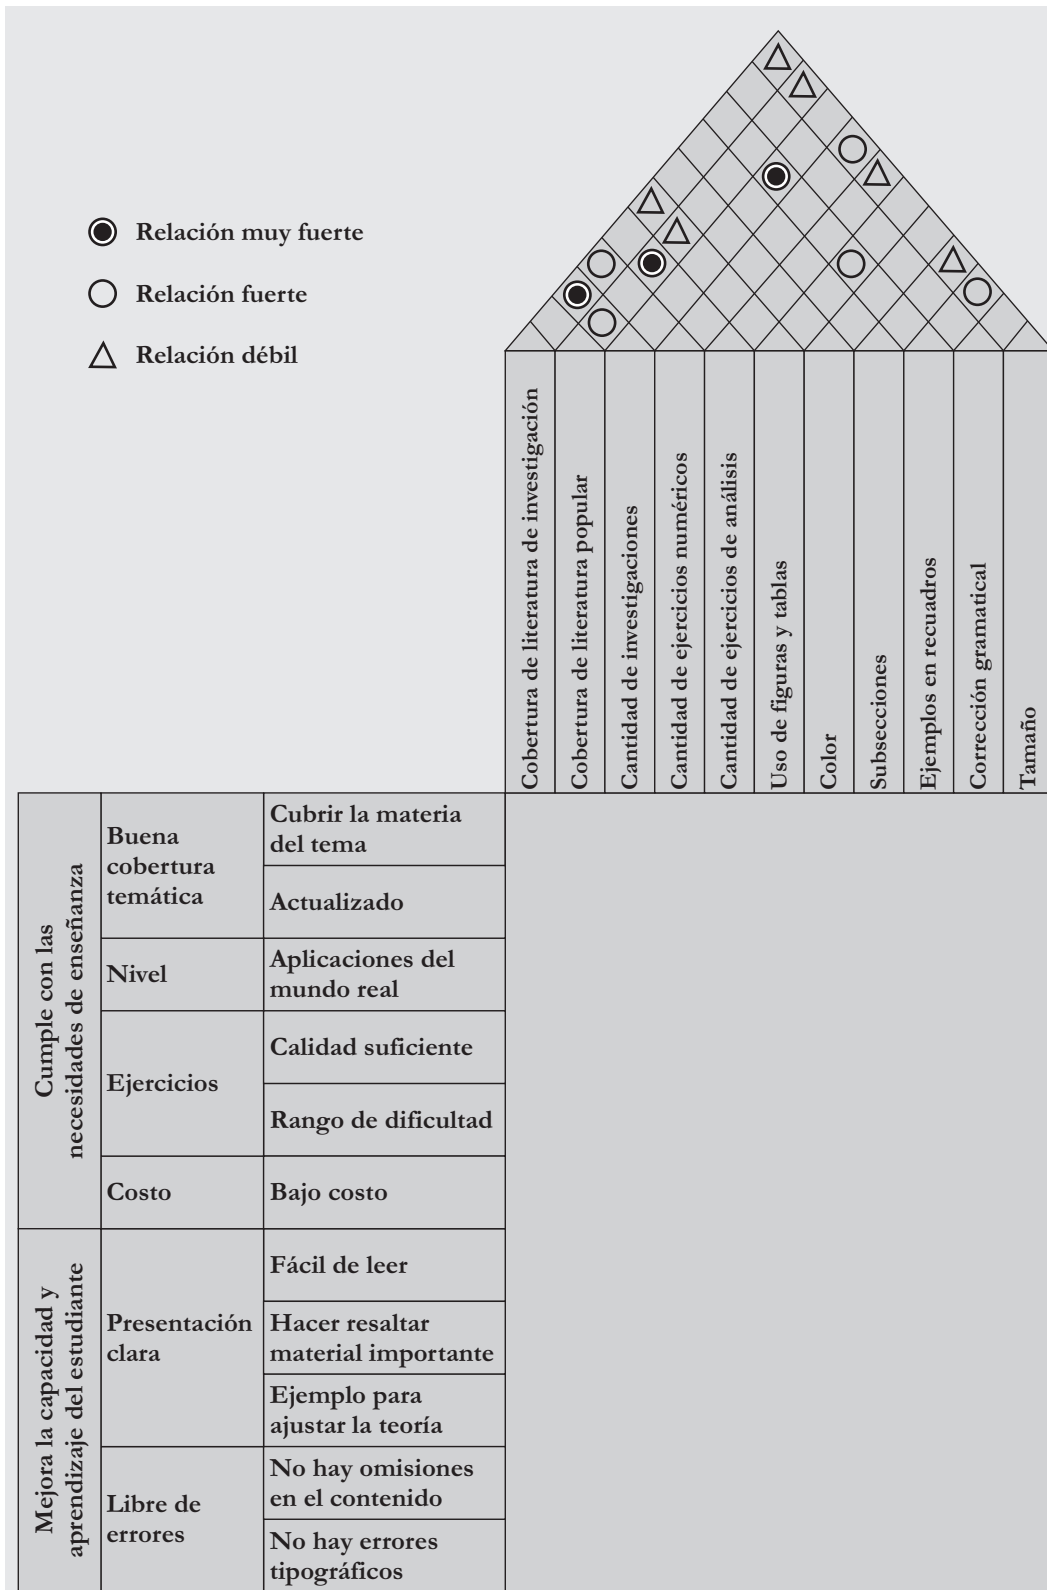 Relación muy fuerte
Relación fuerte
Relación débil
Cobertura de literatura de investigación
Cobertura de literatura popular
Cantidad de investigaciones
Cantidad de ejercicios numéricos
Cantidad de ejercicios de análisis
Uso de figuras y tablas
Color
Subsecciones
Ejemplos en recuadros
Corrección gramatical
Tamaño
Cumple con las
necesidades de enseñanza
Buena
cobertura
temática
Cubrir la materia
del tema
Actualizado
Nivel
Aplicaciones del
mundo real
Ejercicios
Calidad suficiente
Rango de dificultad
Costo
Bajo costo
Mejora la capacidad y
aprendizaje del estudiante
Presentación
clara
Fácil de leer
Hacer resaltar
material importante
Ejemplo para
ajustar la teoría
Libre de
errores
No hay omisiones
en el contenido
No hay errores
tipográficos